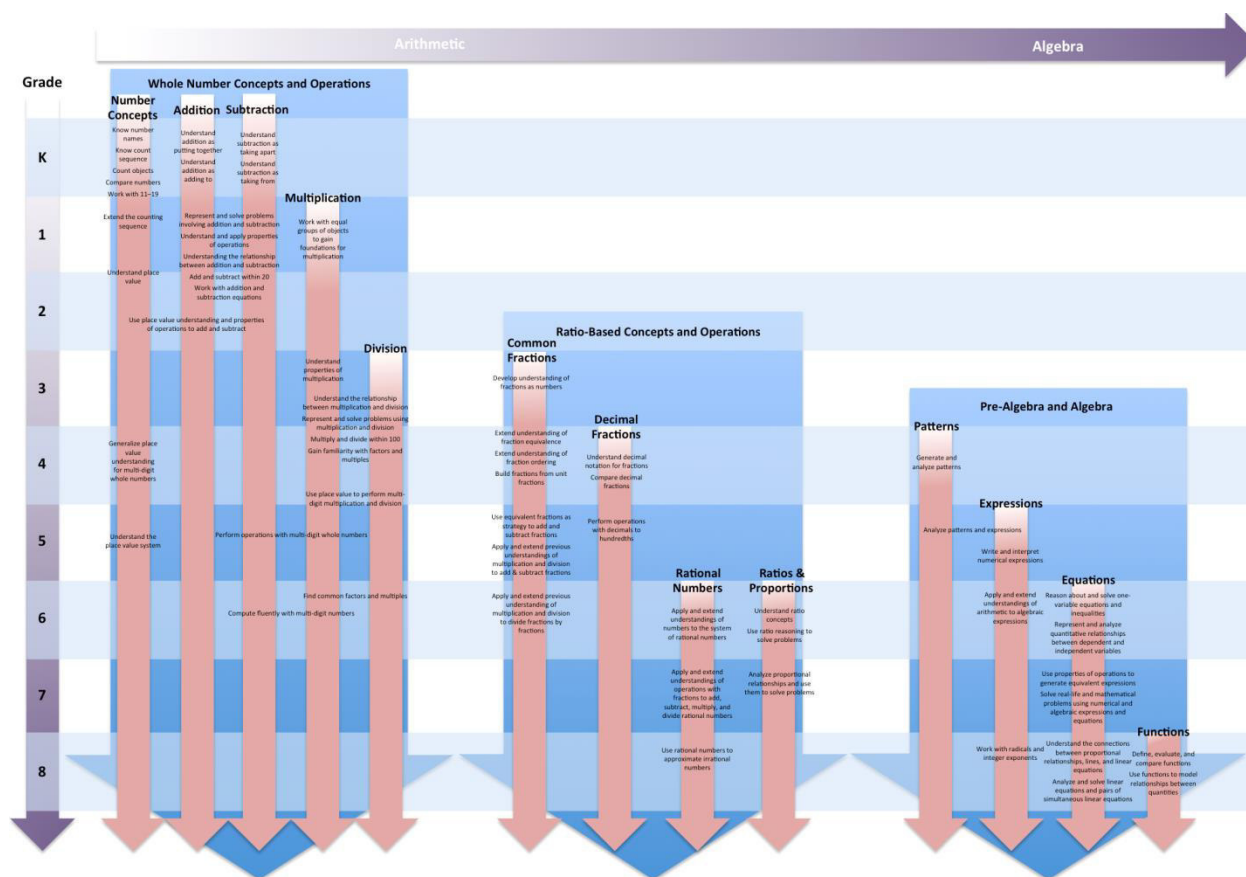 Arithmetic
Algebra
Grade
K
1
2
3
4
5
6
7
8
Whole Number Concepts and Operations
Number
Concepts
Know number
names
Know count
sequence
Count objects
Compare numbers
Work with 11–19
Extend the counting
sequence
Understand place
value
Generalize place
value
understanding
for multi-digit
whole numbers
Understand the
place value system
Addition
Understand
addition as
putting together
Understand
addition as
adding to
Subtraction
Understand
subtraction as
taking apart
Understand
subtraction as
taking from
Represent and solve problems
involving addition and subtraction
Understand and apply properties
of operations
Understanding the relationship
between addition and subtraction
Add and subtract within 20
Work with addition and
subtraction equations
Use place value understanding and properties
of operations to add and subtract
Multiplication
Work with equal
groups of objects
to gain
foundations for
multiplication
Understand
properties of
multiplication
Division
Understand the relationship
between multiplication and division
Represent and solve problems using
multiplication and division
Multiply and divide within 100
Gain familiarity with factors and
multiples
Use place value to perform multi-
digit multiplication and division
Perform operations with multi-digit whole numbers
Find common factors and multiples
Compute fluently with multi-digit numbers
Ratio-Based Concepts and Operations
Common
Fractions
Develop understanding of
fractions as numbers
Extend understanding of
fraction equivalence
Extend understanding of
fraction ordering
Build fractions from unit
fractions
Use equivalent fractions as
strategy to add and
subtract fractions
Apply and extend previous
understandings of
multiplication and division
to add & subtract fractions
Apply and extend previous
understanding of
multiplication and division
to divide fractions by
fractions
Decimal
Fractions
Understand decimal
notation for fractions
Compare decimal
fractions
Perform operations
with decimals to
hundredths
Rational
Numbers
Apply and extend
understandings of
numbers to the system
of rational numbers
Apply and extend
understandings of
operations with
fractions to add,
subtract, multiply, and
divide rational numbers
Use rational numbers to
approximate irrational
numbers
Ratios &
Proportions
Understand ratio
concepts
Use ratio reasoning to
solve problems
Analyze proportional
relationships and use
them to solve problems
Pre-Algebra and Algebra
Patterns
Generate and
analyze patterns
Expressions
Analyze patterns and expressions
Write and interpret
numerical expressions
Apply and extend
understandings of
arithmetic to algebraic
expressions
Work with radicals and
integer exponents
Equations
Reason about and solve one-
variable equations and
inequalities
Represent and analyze
quantitative relationships
between dependent and
independent variables
Use properties of operations to
generate equivalent expressions
Solve real-life and mathematical
problems using numerical and
algebraic expressions and
equations
Understand the connections
between proportional
relationships, lines, and linear
equations
Analyze and solve linear
equations and pairs of
simultaneous linear equations
Functions
Define, evaluate, and
compare functions
Use functions to model
relationships between
quantities